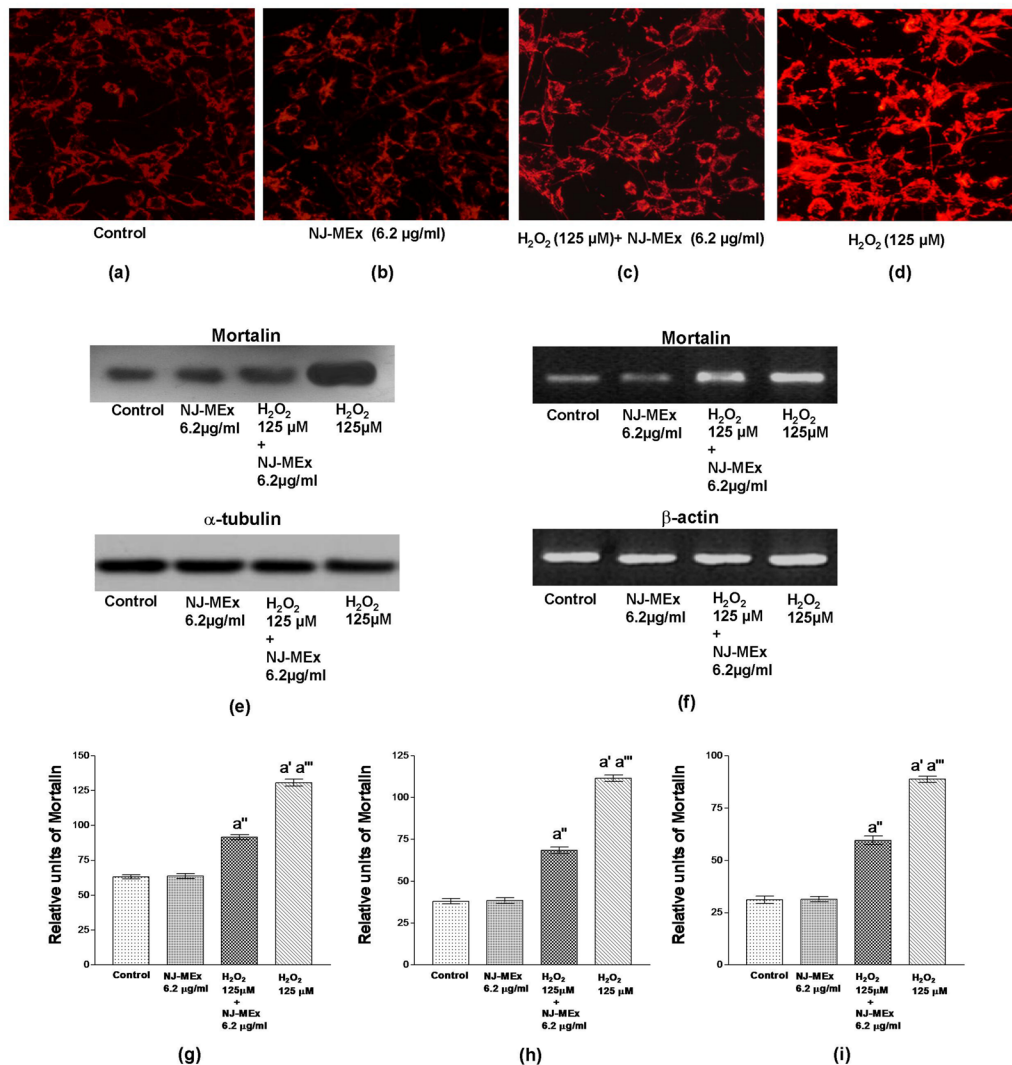 Control
NJ-MEx (6.2 µg/ml)
H₂O₂ (125 µM)+ NJ-MEx (6.2 µg/ml)
H₂O₂ (125 µM)
(a)
(b)
(c)
(d)
Mortalin
Control
NJ-MEx
6.2µg/ml
H₂O₂
125 µM
+
NJ-MEx
6.2µg/ml
H₂O₂
125µM
α-tubulin
Control
NJ-MEx
6.2µg/ml
H₂O₂
125 µM
+
NJ-MEx
6.2µg/ml
H₂O₂
125µM
(e)
Mortalin
Control
NJ-MEx
6.2µg/ml
H₂O₂
125 µM
+
NJ-MEx
6.2µg/ml
H₂O₂
125µM
β-actin
Control
NJ-MEx
6.2µg/ml
H₂O₂
125 µM
+
NJ-MEx
6.2µg/ml
H₂O₂
125µM
(f)
Relative units of Mortalin
150
125
100
75
50
25
0
a''
a' a'''
Control
NJ-MEx
6.2 µg/ml
H₂O₂
125µM
+
NJ-MEx
6.2 µg/ml
H₂O₂
125 µM
(g)
Relative units of Mortalin
125
100
75
50
25
0
a''
a' a'''
Control
NJ-MEx
6.2 µg/ml
H₂O₂
125µM
+
NJ-MEx
6.2 µg/ml
H₂O₂
125 µM
(h)
Relative units of Mortalin
100
75
50
25
0
a''
a' a'''
Control
NJ-MEx
6.2 µg/ml
H₂O₂
125µM
+
NJ-MEx
6.2 µg/ml
H₂O₂
125 µM
(i)